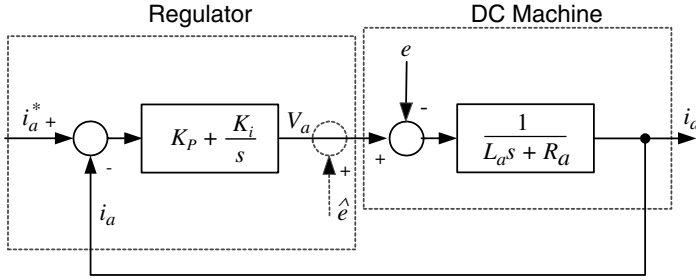 Regulator
DC Machine
e
-
i_a^* +
K_P + K_i/s
V_a
1/(L_a s + R_a)
i_a
+
-
+
i_a
ê